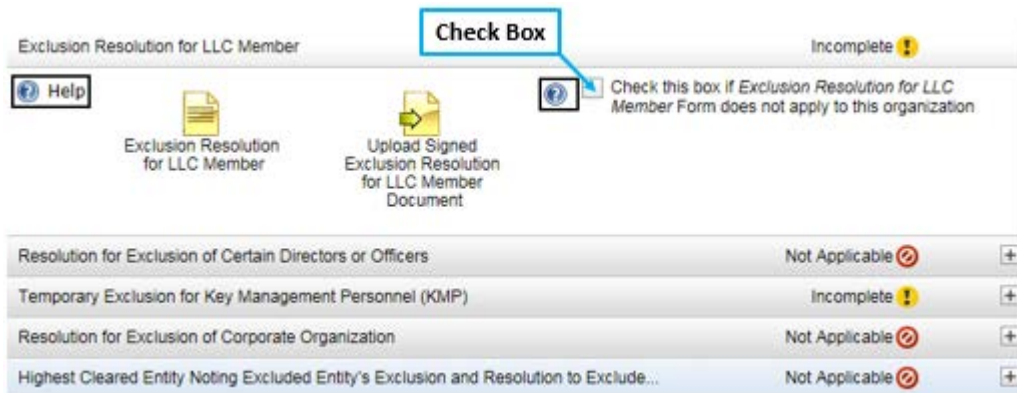 Check Box
Exclusion Resolution for LLC Member
Incomplete
Help
Exclusion Resolution
for LLC Member
Upload Signed
Exclusion Resolution
for LLC Member
Document
Check this box if Exclusion Resolution for LLC
Member Form does not apply to this organization
Resolution for Exclusion of Certain Directors or Officers
Not Applicable
Temporary Exclusion for Key Management Personnel (KMP)
Incomplete
Resolution for Exclusion of Corporate Organization
Not Applicable
Highest Cleared Entity Noting Excluded Entity's Exclusion and Resolution to Exclude...
Not Applicable